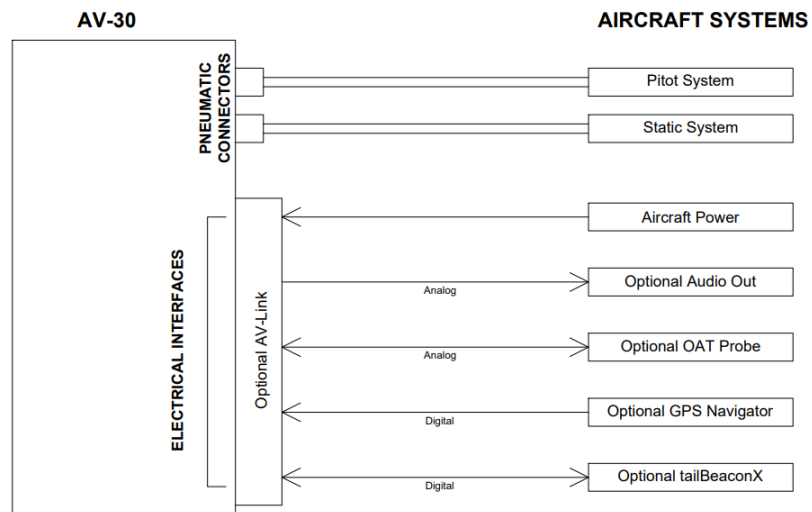 AV-30
AIRCRAFT SYSTEMS
PNEUMATIC
CONNECTORS
Pitot System
Static System
ELECTRICAL INTERFACES
Optional AV-Link
Aircraft Power
Analog
Optional Audio Out
Analog
Optional OAT Probe
Digital
Optional GPS Navigator
Digital
Optional tailBeaconX